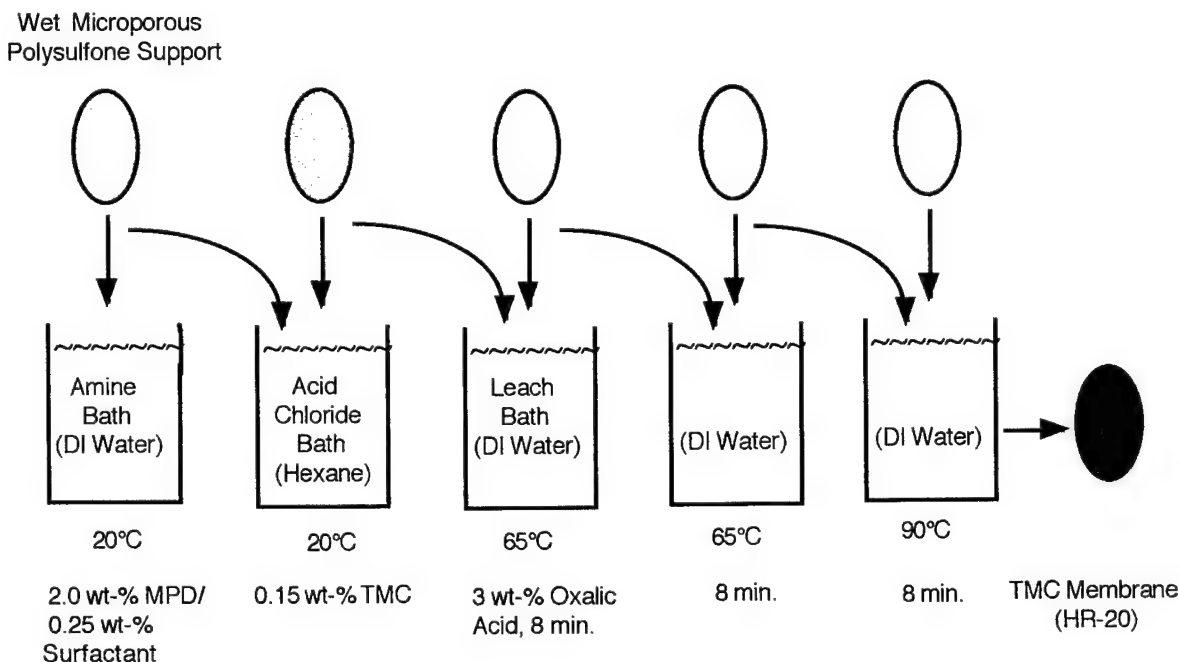 Wet Microporous
Polysulfone Support
Amine
Bath
(DI Water)
Acid
Chloride
Bath
(Hexane)
Leach
Bath
(DI Water)
(DI Water)
(DI Water)
20°C
20°C
65°C
65°C
90°C
2.0 wt-% MPD/
0.25 wt-%
Surfactant
0.15 wt-% TMC
3 wt-% Oxalic
Acid, 8 min.
8 min.
8 min.
TMC Membrane
(HR-20)